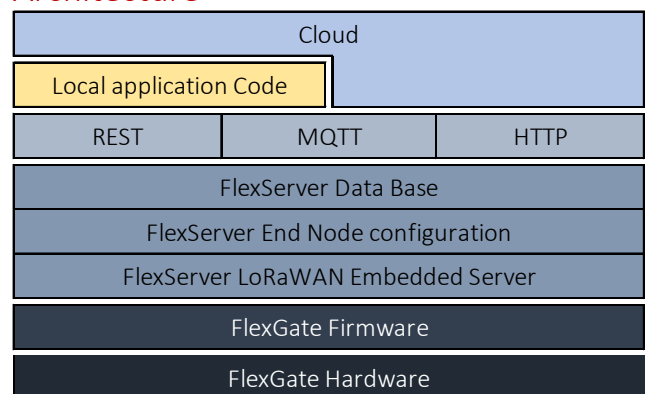 Architecture
Cloud
Local application Code
REST MQTT HTTP
FlexServer Data Base
FlexServer End Node configuration
FlexServer LoRaWAN Embedded Server
FlexGate Firmware
FlexGate Hardware